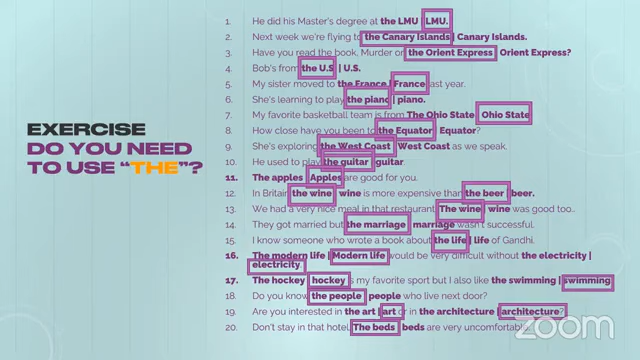 EXERCISE
DO YOU NEED
TO USE “THE”?
1. He did his Master's degree at the LMU | LMU.
2. Next week we're flying to the Canary Islands | Canary Islands.
3. Have you read the book, Murder on the Orient Express | Orient Express?
4. Bob's from the U.S. | U.S.
5. My sister moved to the France | France last year.
6. She's learning to play the piano | piano.
7. My favorite basketball team is from The Ohio State | Ohio State
8. How close have you been to the Equator | Equator?
9. She's exploring the West Coast | West Coast as we speak.
10. He used to play the guitar | guitar
11. The apples | Apples are good for you.
12. In Britain the wine | wine is more expensive than the beer | beer.
13. We had a very nice meal in that restaurant. The wine | wine was good too..
14. They got married but the marriage | marriage wasn't successful.
15. I know someone who wrote a book about the life | life of Gandhi.
16. The modern life | Modern life would be very difficult without the electricity |
electricity.
17. The hockey | hockey is my favorite sport but I also like the swimming | swimming
18. Do you know the people | people who live next door?
19. Are you interested in the art | art or in the architecture | architecture?
20. Don't stay in that hotel. The beds | beds are very uncomfortable.
zoom